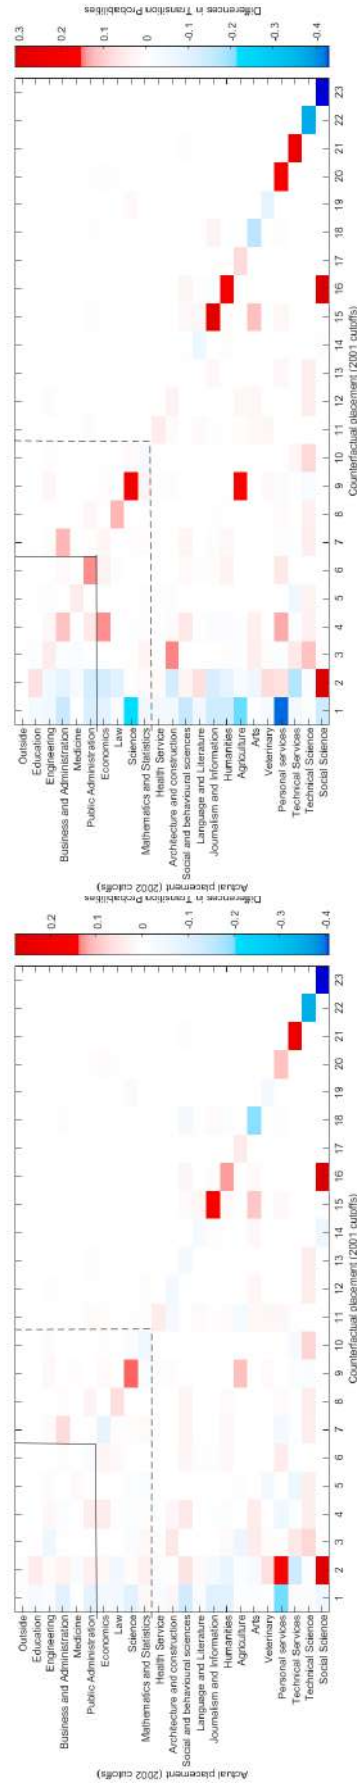 Differences in Transition Probabilities
0.3
0.2
0.1
0
-0.1
-0.2
-0.3
-0.4
Actual placement (2002 cutoffs)
Outside
Education
Engineering
Business and Administration
Medicine
Public Administration
Economics
Law
Science
Mathematics and Statistics
Health Service
Architecture and construction
Social and behavioural sciences
Language and Literature
Journalism and Information
Humanities
Agriculture
Arts
Veterinary
Personal services
Technical Services
Technical Science
Social Science
1 2 3 4 5 6 7 8 9 10 11 12 13 14 15 16 17 18 19 20 21 22 23
Counterfactual placement (2001 cutoffs)
Differences in Transition Probabilities
0.2
0.1
0
-0.1
-0.2
-0.3
-0.4
Actual placement (2002 cutoffs)
Outside
Education
Engineering
Business and Administration
Medicine
Public Administration
Economics
Law
Science
Mathematics and Statistics
Health Service
Architecture and construction
Social and behavioural sciences
Language and Literature
Journalism and Information
Humanities
Agriculture
Arts
Veterinary
Personal services
Technical Services
Technical Science
Social Science
1 2 3 4 5 6 7 8 9 10 11 12 13 14 15 16 17 18 19 20 21 22 23
Counterfactual placement (2001 cutoffs)